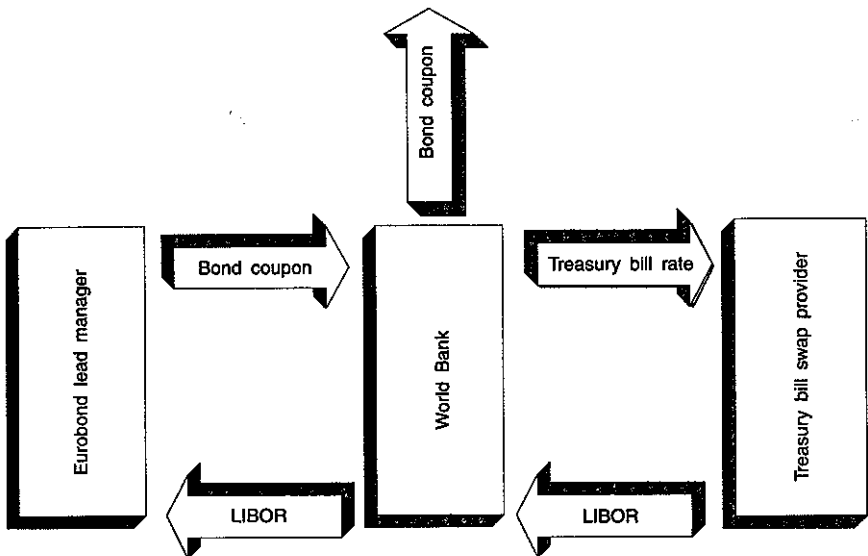 Bond coupon
Eurobond lead manager
Bond coupon
World Bank
Treasury bill rate
Treasury bill swap provider
LIBOR
LIBOR